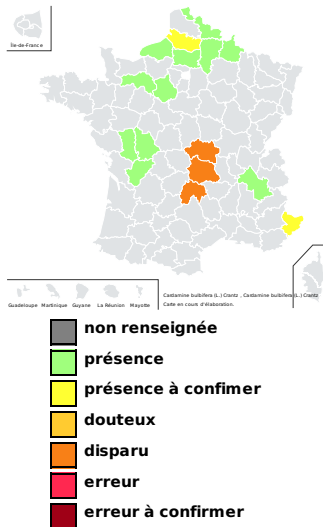 Île-de-France
Guadeloupe Martinique Guyane La Réunion Mayotte
Cardamine bulbifera (L.) Crantz , Cardamine bulbifera (L.) Crantz
Carte en cours d'élaboration.
non renseignée
présence
présence à confimer
douteux
disparu
erreur
erreur à confirmer